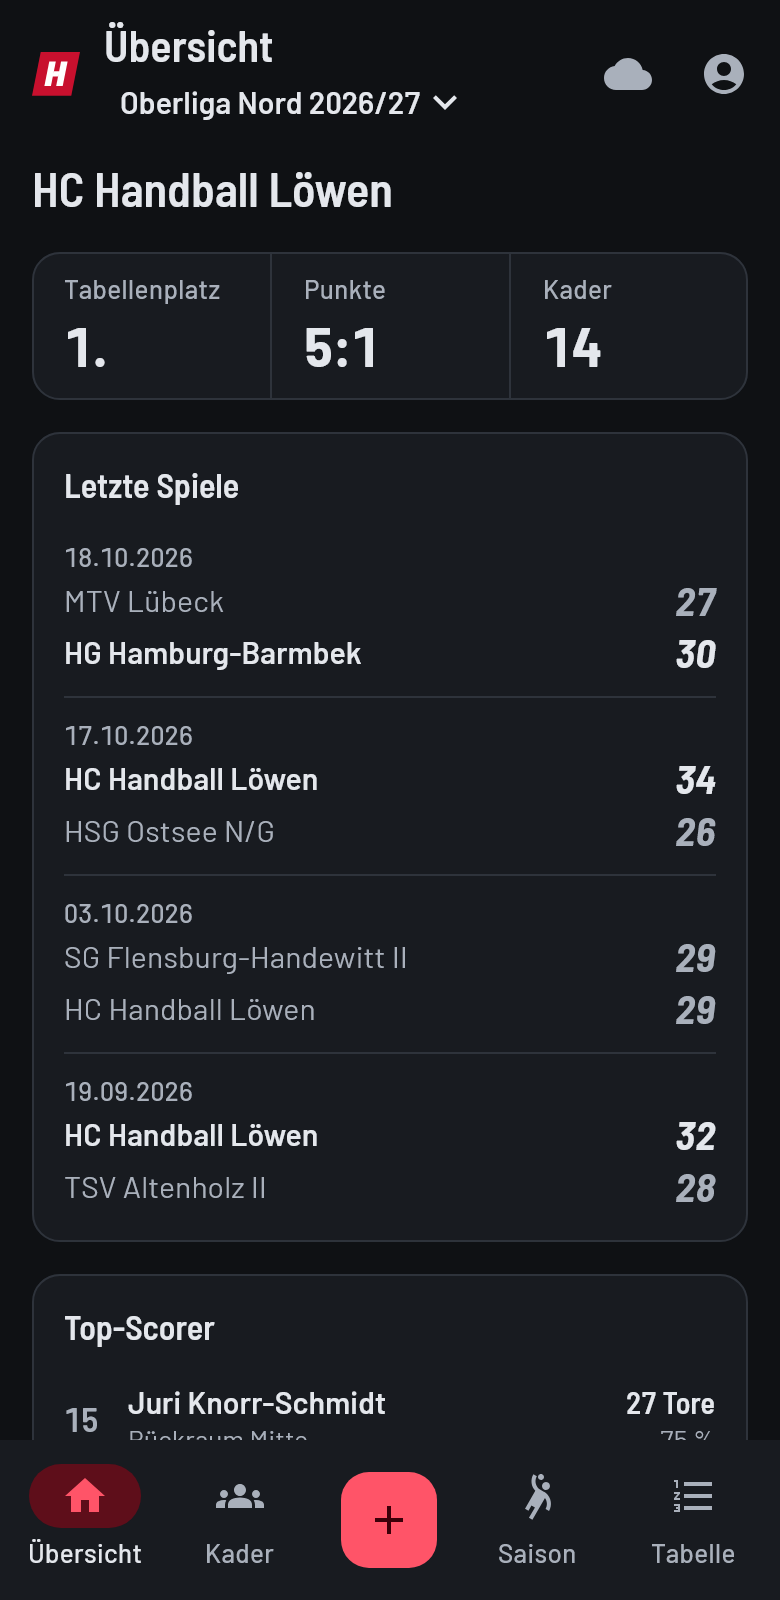 H
Übersicht
Oberliga Nord 2026/27
HC Handball Löwen
Tabellenplatz
1.
Punkte
5:1
Kader
14
Letzte Spiele
18.10.2026
MTV Lübeck 27
HG Hamburg-Barmbek 30
17.10.2026
HC Handball Löwen 34
HSG Ostsee N/G 26
03.10.2026
SG Flensburg-Handewitt II 29
HC Handball Löwen 29
19.09.2026
HC Handball Löwen 32
TSV Altenholz II 28
Top-Scorer
15 Juri Knorr-Schmidt 27 Tore
Rückraum Mitte 75 %
Übersicht
Kader
+
Saison
Tabelle